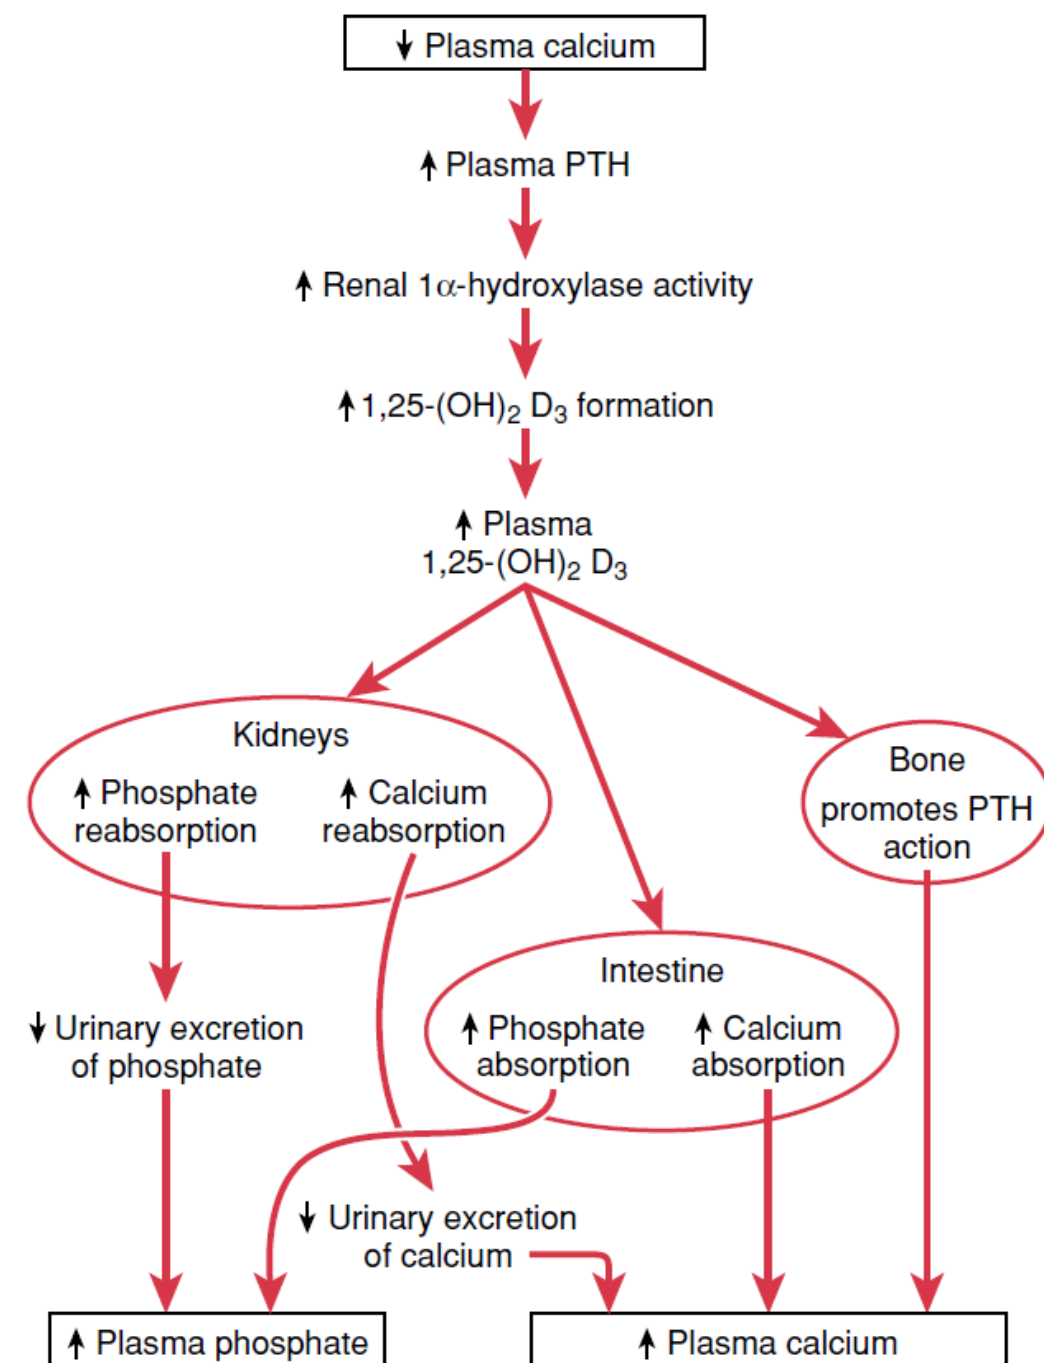 ↓ Plasma calcium
↑ Plasma PTH
↑ Renal 1α-hydroxylase activity
↑ 1,25-(OH)₂ D₃ formation
↑ Plasma
1,25-(OH)₂ D₃
Kidneys
↑ Phosphate
reabsorption
↑ Calcium
reabsorption
Bone
promotes PTH
action
Intestine
↑ Phosphate
absorption
↑ Calcium
absorption
↓ Urinary excretion
of phosphate
↓ Urinary excretion
of calcium
↑ Plasma phosphate
↑ Plasma calcium